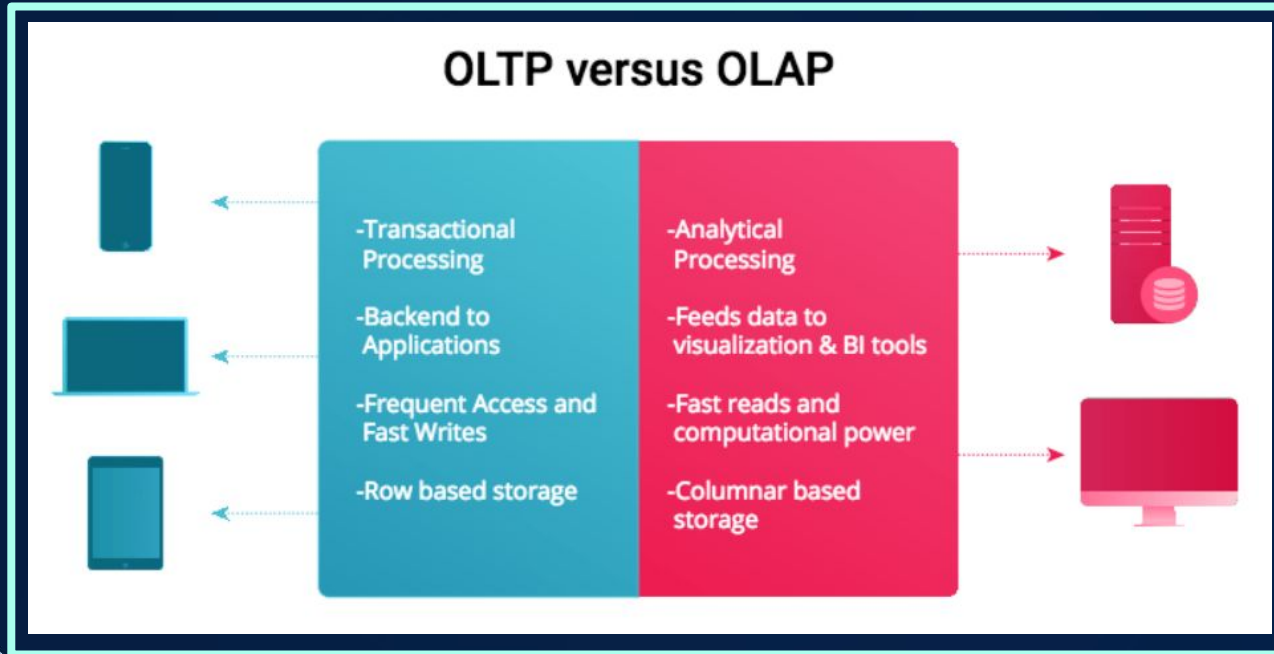 OLTP versus OLAP
-Transactional
Processing
-Backend to
Applications
-Frequent Access and
Fast Writes
-Row based storage
-Analytical
Processing
-Feeds data to
visualization & BI tools
-Fast reads and
computational power
-Columnar based
storage